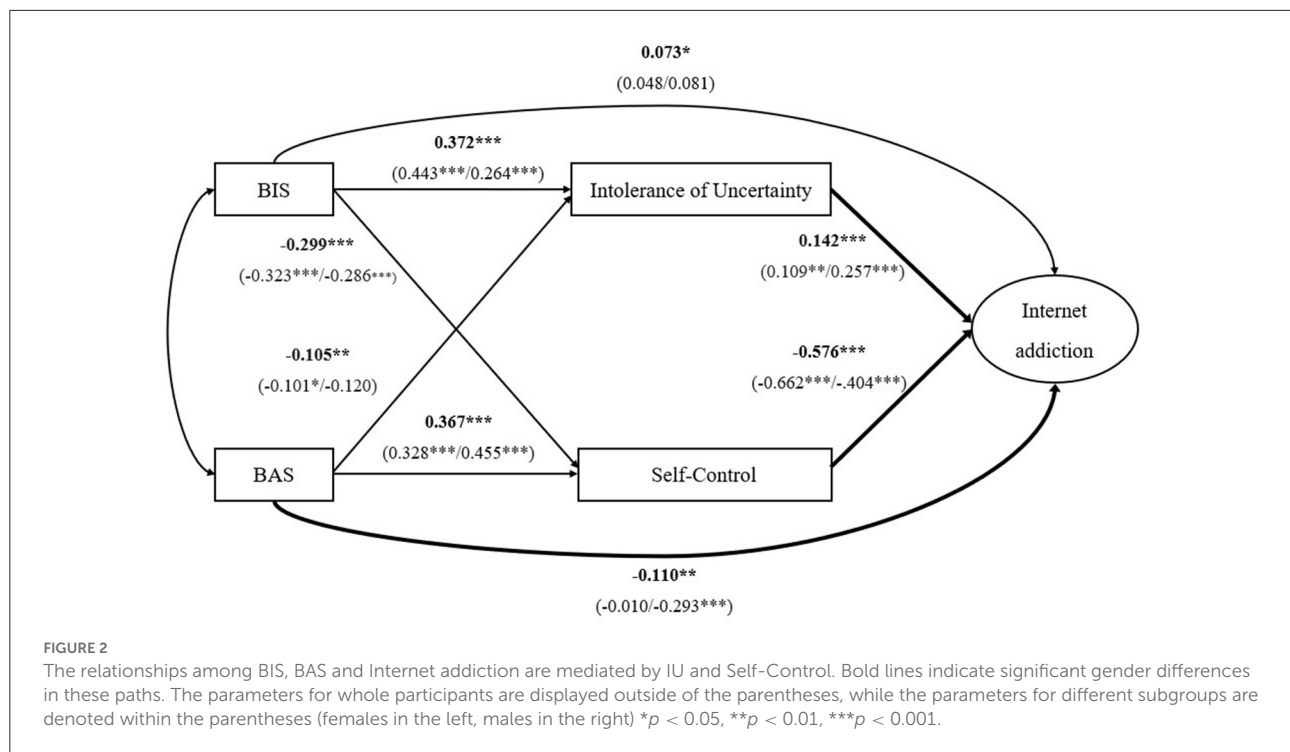 0.073*
(0.048/0.081)
0.372***
(0.443***/0.264***)
BIS
Intolerance of Uncertainty
-0.299***
(-0.323***/-0.286***)
0.142***
(0.109**/0.257***)
Internet
addiction
-0.105**
(-0.101*/-0.120)
-0.576***
(-0.662***/-.404***)
0.367***
(0.328***/0.455***)
BAS
Self-Control
-0.110**
(-0.010/-0.293***)
FIGURE 2
The relationships among BIS, BAS and Internet addiction are mediated by IU and Self-Control. Bold lines indicate significant gender differences
in these paths. The parameters for whole participants are displayed outside of the parentheses, while the parameters for different subgroups are
denoted within the parentheses (females in the left, males in the right) *p < 0.05, **p < 0.01, ***p < 0.001.